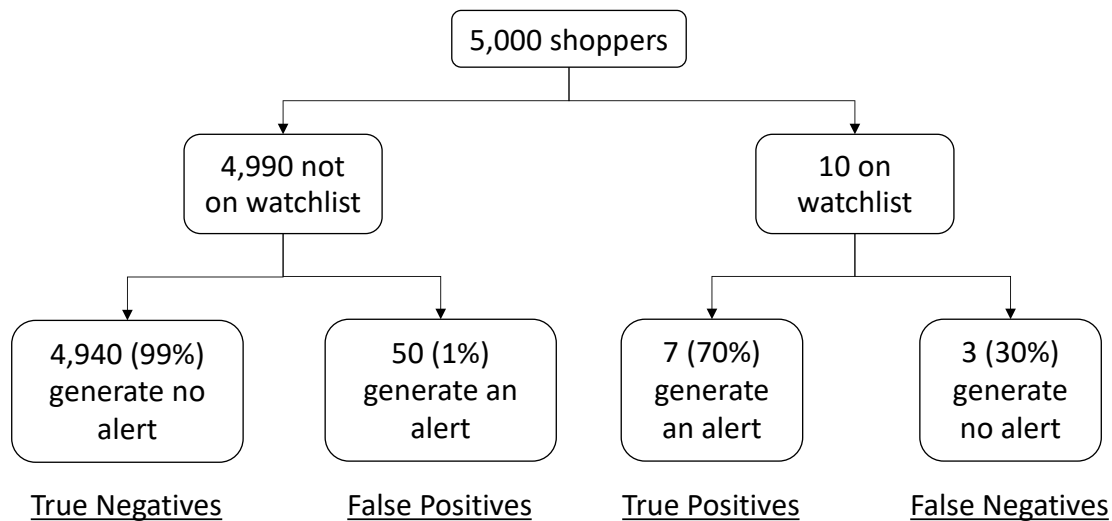 5,000 shoppers
4,990 not
on watchlist
10 on
watchlist
4,940 (99%)
generate no
alert
50 (1%)
generate an
alert
7 (70%)
generate
an alert
3 (30%)
generate
no alert
True Negatives
False Positives
True Positives
False Negatives